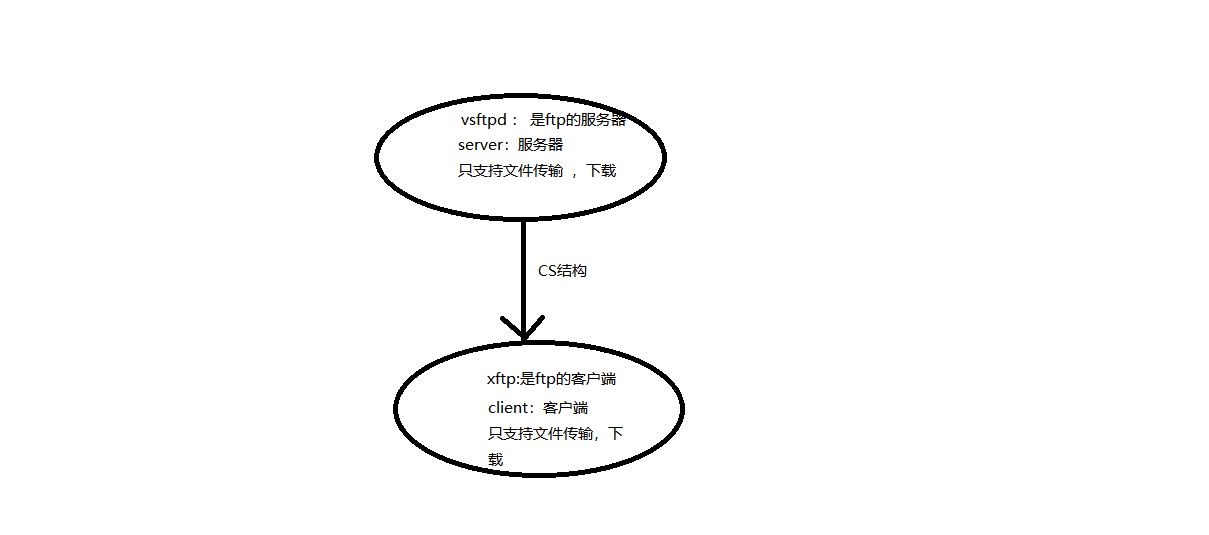 vsftpd： 是ftp的服务器
server：服务器
只支持文件传输 ，下载
CS结构
xftp:是ftp的客户端
client：客户端
只支持文件传输，下
载